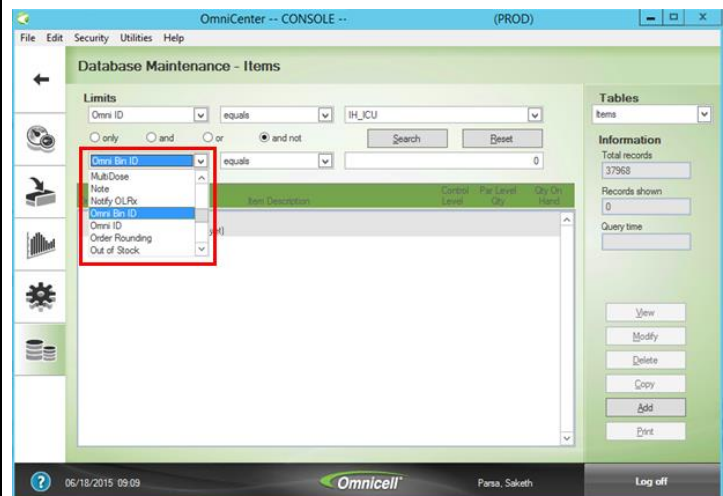 OmniCenter -- CONSOLE -- (PROD)
File Edit Security Utilities Help
Database Maintenance - Items
Limits
Omni ID equals IH_ICU
only and or and not Search Reset
Omni Bin ID equals 0
MultiDose
Note
Notify OLRx
Omni Bin ID
Omni ID
Order Rounding
Out of Stock
Item Description Control Level Par Level Qty Qty On Hand
Tables
Items
Information
Total records
37968
Records shown
0
Query time
View
Modify
Delete
Copy
Add
Print
06/18/2015 09:09 Omnicell Parsa, Saketh Log off